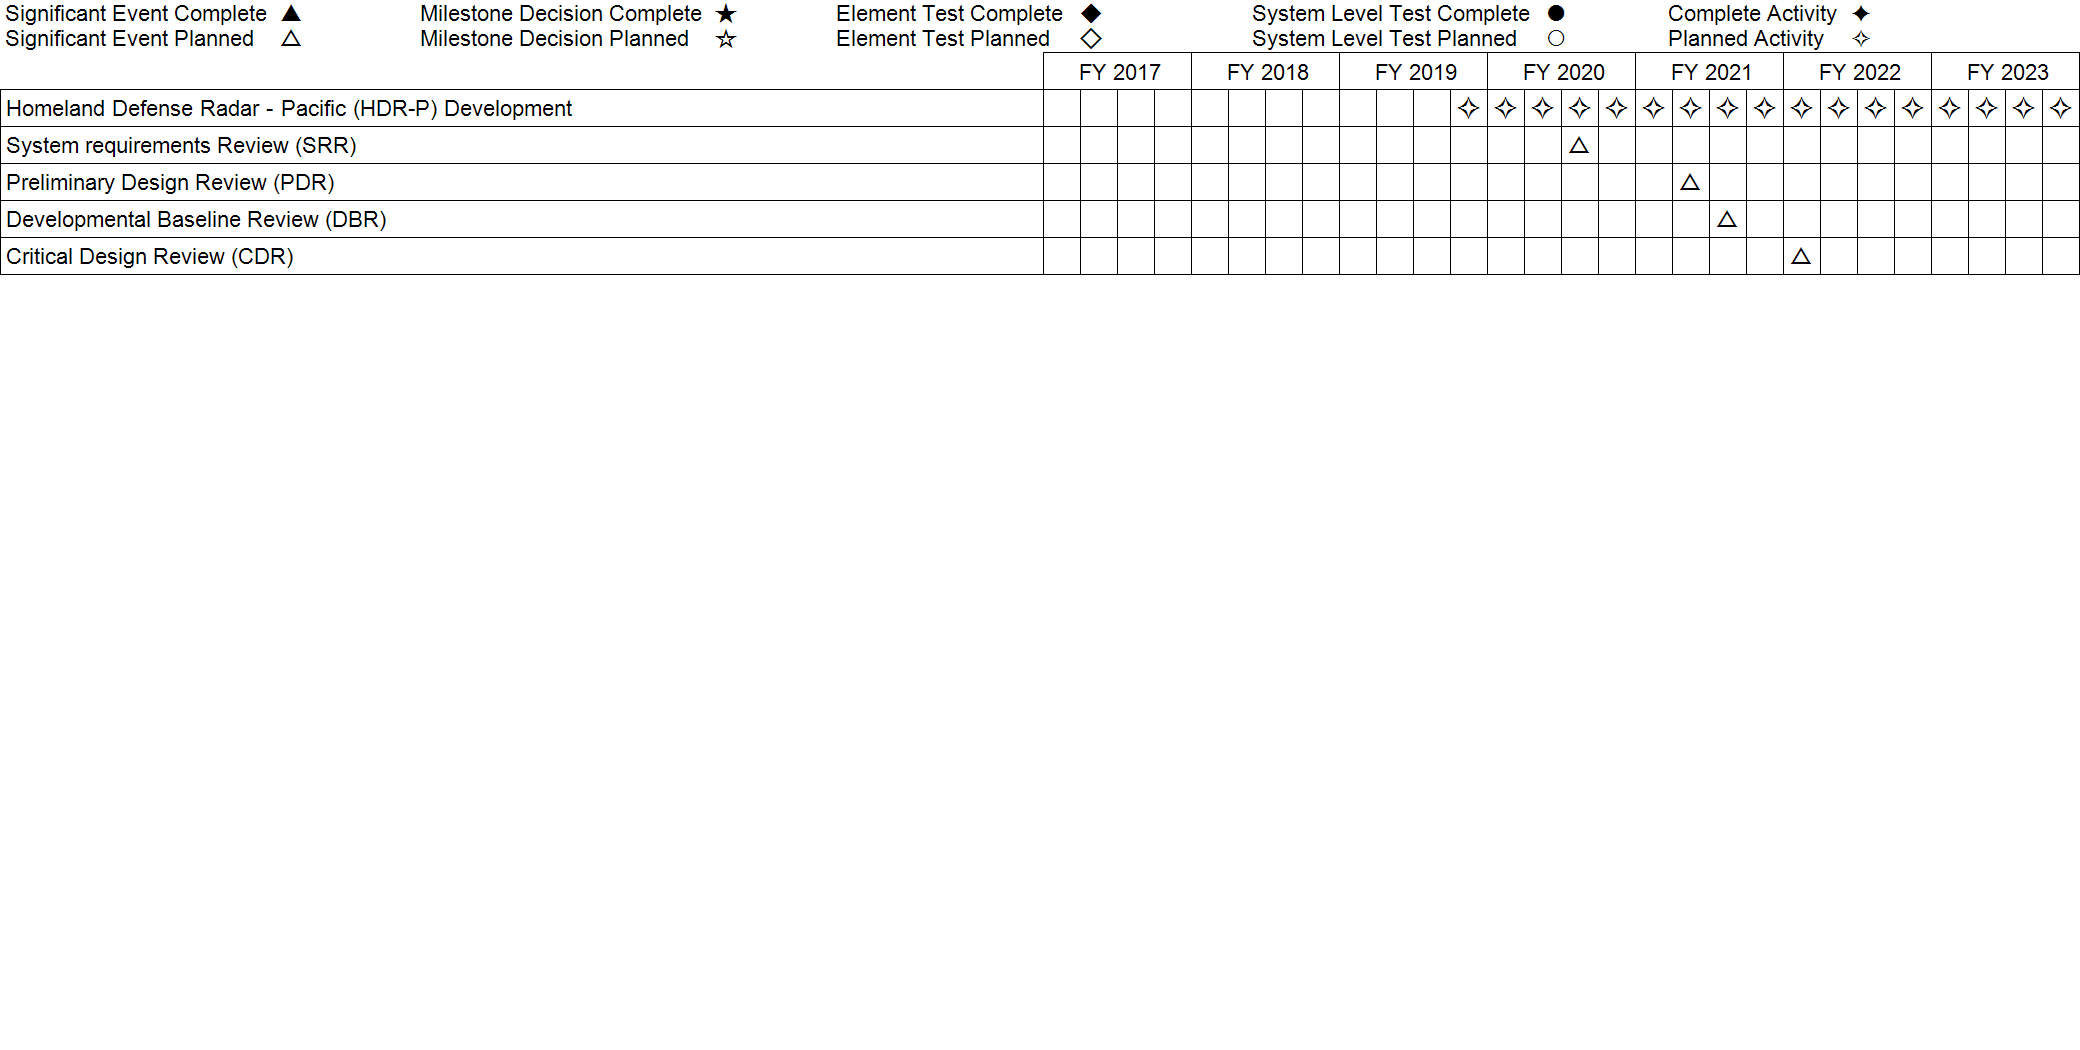 Significant Event Complete ▲ Milestone Decision Complete ★ Element Test Complete ◆ System Level Test Complete ● Complete Activity ✦
Significant Event Planned △ Milestone Decision Planned ☆ Element Test Planned ◇ System Level Test Planned ○ Planned Activity ✧
FY 2017 FY 2018 FY 2019 FY 2020 FY 2021 FY 2022 FY 2023
Homeland Defense Radar - Pacific (HDR-P) Development ✧ ✧ ✧ ✧ ✧ ✧ ✧ ✧ ✧ ✧ ✧ ✧ ✧ ✧ ✧ ✧ ✧
System requirements Review (SRR) △
Preliminary Design Review (PDR) △
Developmental Baseline Review (DBR) △
Critical Design Review (CDR) △